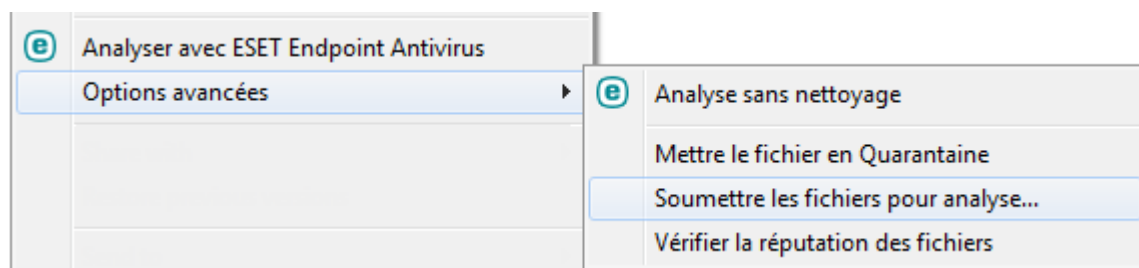 Analyser avec ESET Endpoint Antivirus
Options avancées
Analyse sans nettoyage
Mettre le fichier en Quarantaine
Soumettre les fichiers pour analyse...
Vérifier la réputation des fichiers